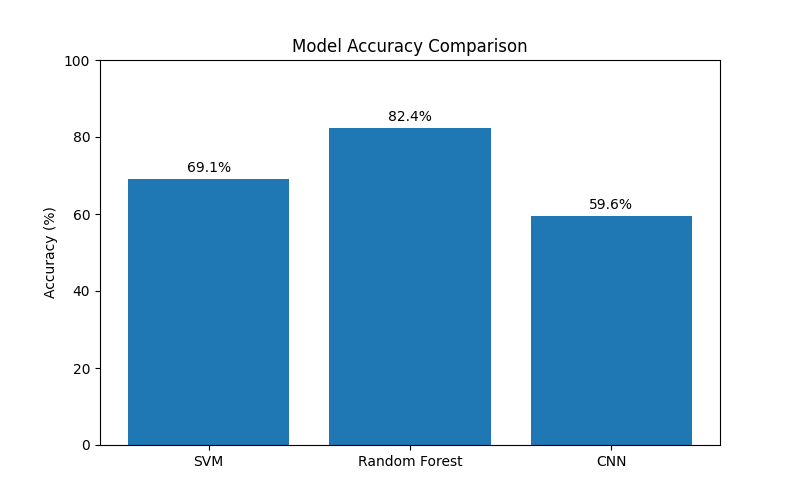 Model Accuracy Comparison
100
80
60
40
20
0
Accuracy (%)
69.1%
82.4%
59.6%
SVM
Random Forest
CNN